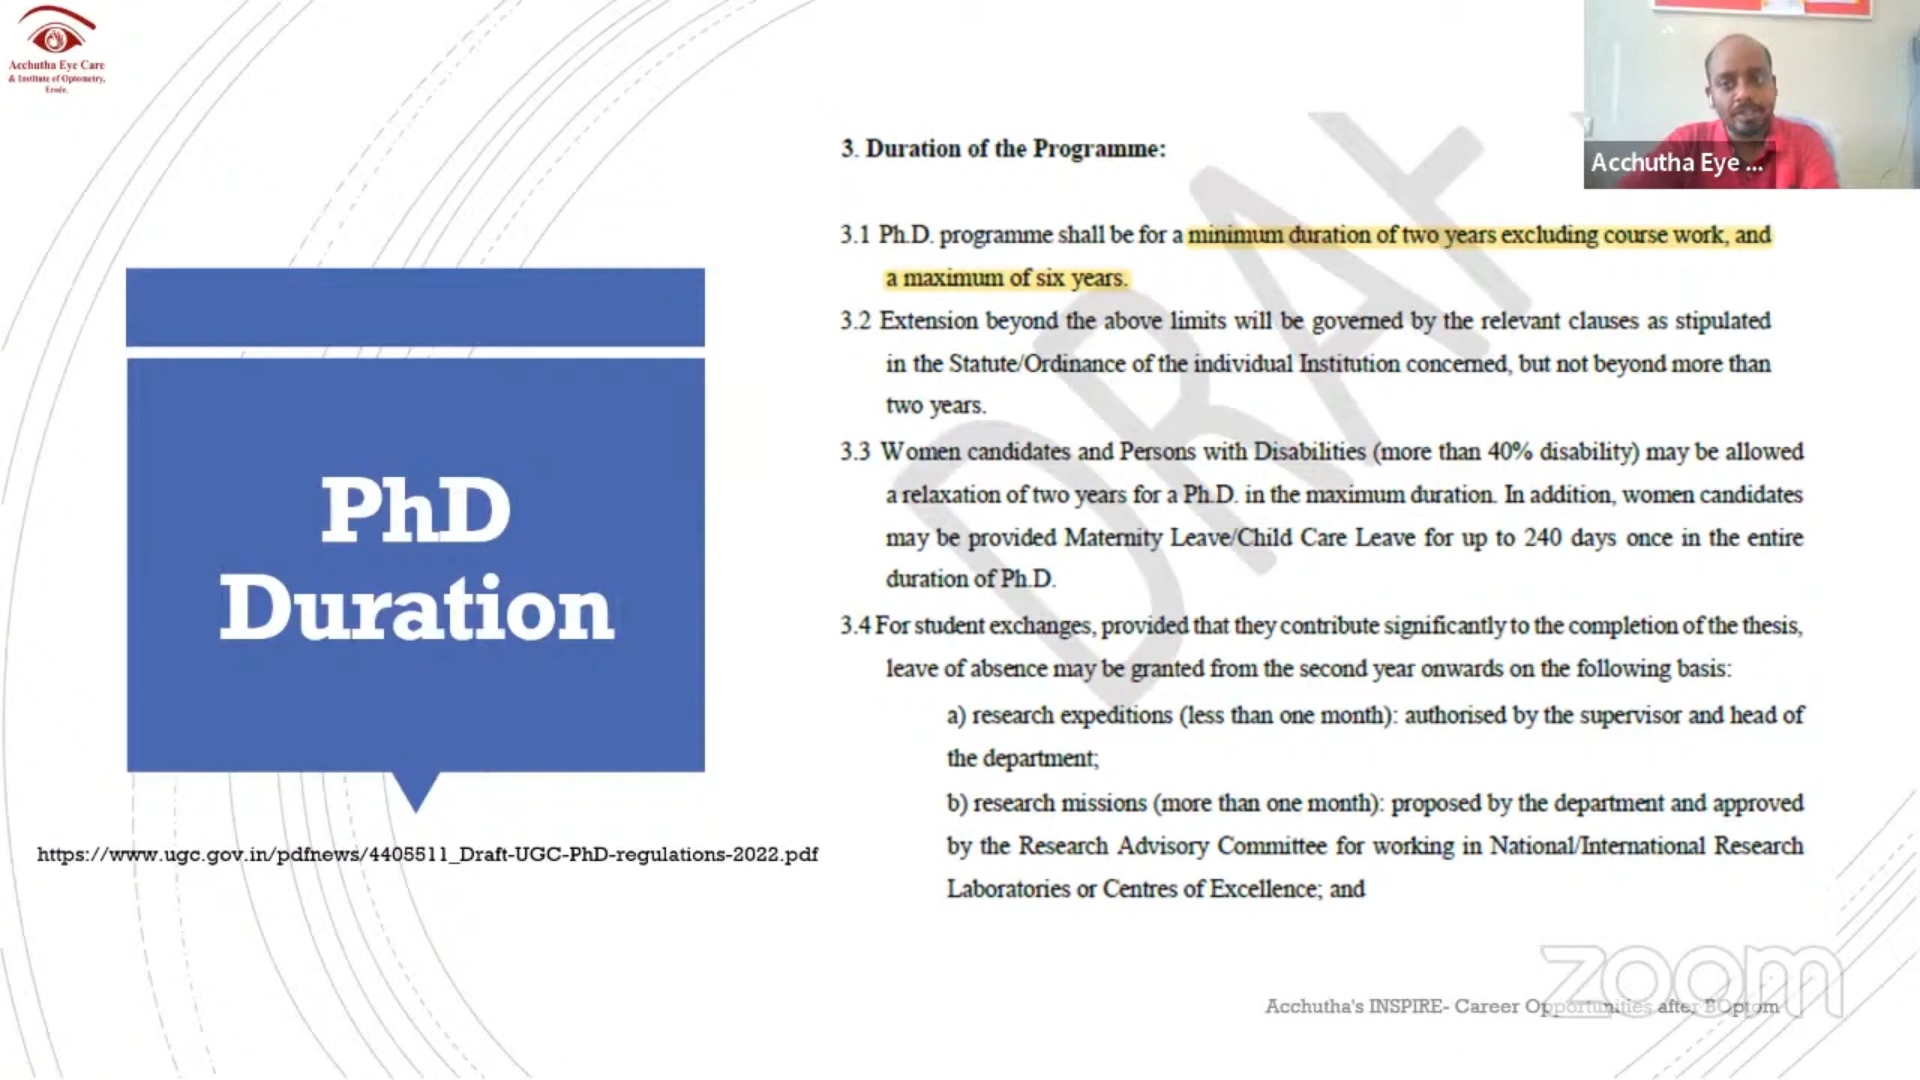 Acchutha Eye Care
& Institute of Optometry,
Erode.
Acchutha Eye ...
PhD
Duration
https://www.ugc.gov.in/pdfnews/4405511_Draft-UGC-PhD-regulations-2022.pdf
DRAFT
3. Duration of the Programme:
3.1 Ph.D. programme shall be for a minimum duration of two years excluding course work, and
a maximum of six years.
3.2 Extension beyond the above limits will be governed by the relevant clauses as stipulated
in the Statute/Ordinance of the individual Institution concerned, but not beyond more than
two years.
3.3 Women candidates and Persons with Disabilities (more than 40% disability) may be allowed
a relaxation of two years for a Ph.D. in the maximum duration. In addition, women candidates
may be provided Maternity Leave/Child Care Leave for up to 240 days once in the entire
duration of Ph.D.
3.4 For student exchanges, provided that they contribute significantly to the completion of the thesis,
leave of absence may be granted from the second year onwards on the following basis:
a) research expeditions (less than one month): authorised by the supervisor and head of
the department;
b) research missions (more than one month): proposed by the department and approved
by the Research Advisory Committee for working in National/International Research
Laboratories or Centres of Excellence; and
zoom
Acchutha's INSPIRE- Career Opportunities after BOptom